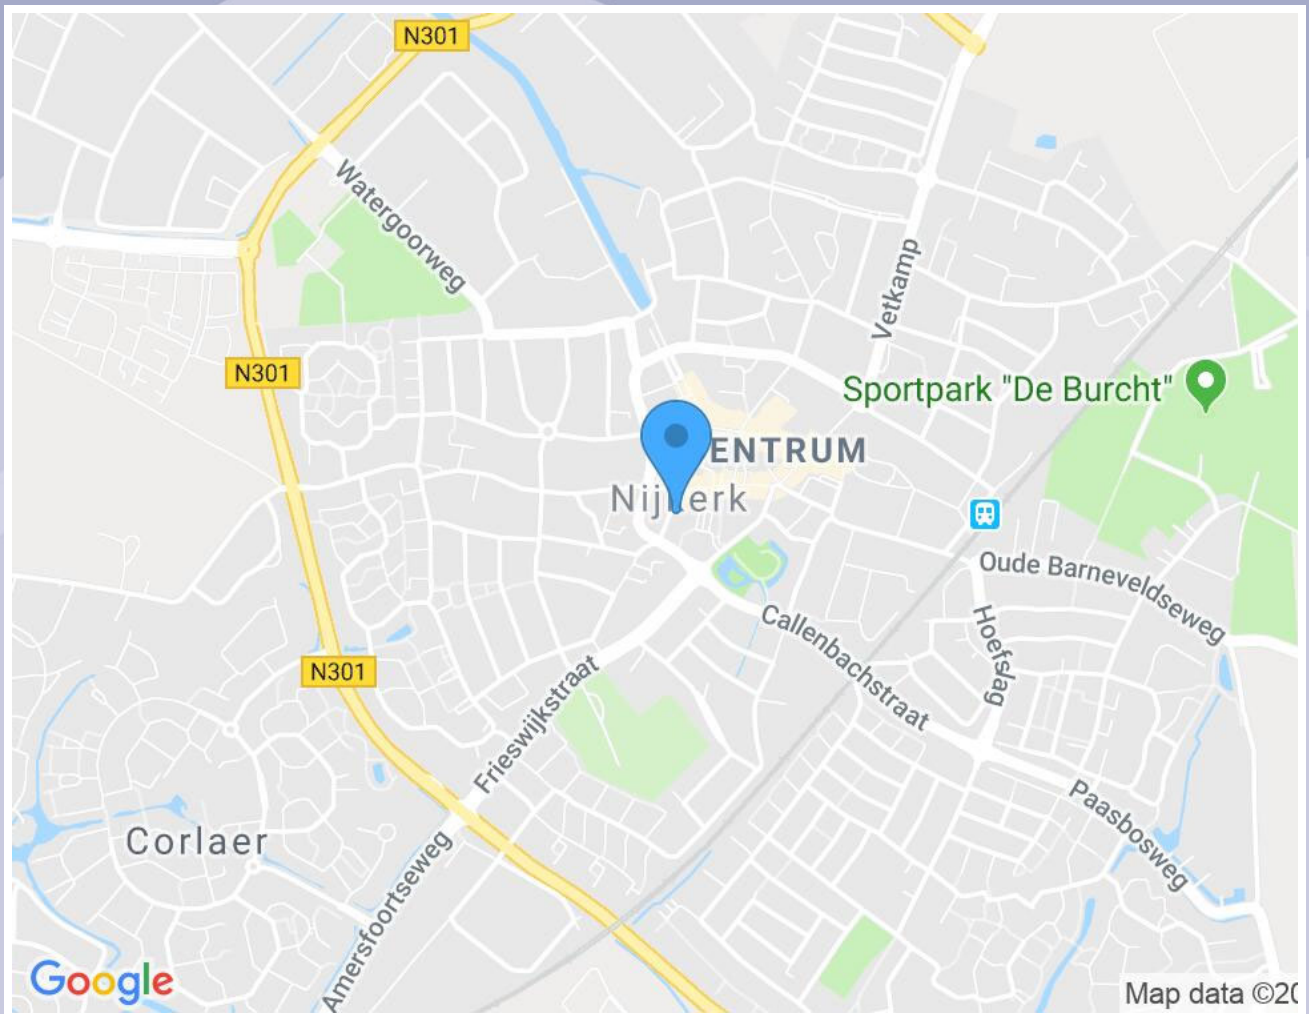 N301
Watergoorweg
Vetkamp
N301
Sportpark "De Burcht"
ENTRUM
Nij erk
Oude Barneveldseweg
Hoefslag
Callenbachstraat
N301
Frieswijkstraat
Paasbosweg
Corlaer
Amersfoortseweg
Google
Map data ©20